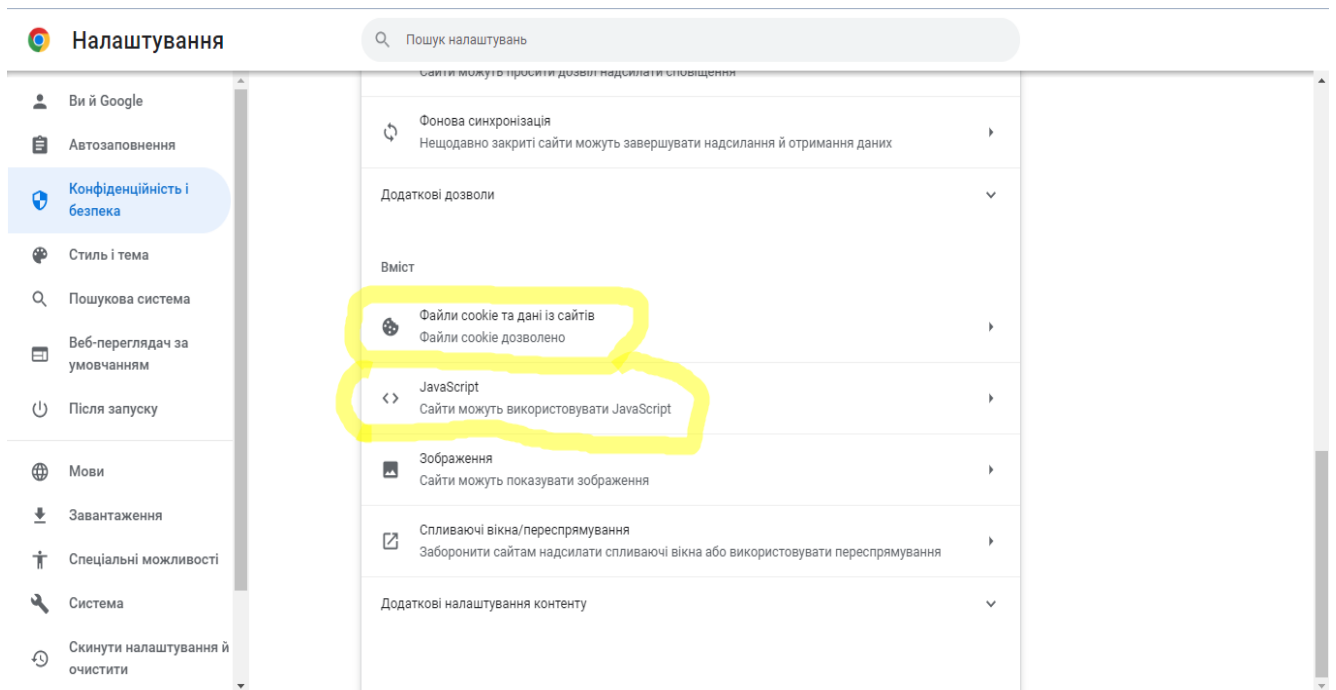 Налаштування
Пошук налаштувань
Ви й Google
Автозаповнення
Конфіденційність і
безпека
Стиль і тема
Пошукова система
Веб-переглядач за
умовчанням
Після запуску
Мови
Завантаження
Спеціальні можливості
Система
Скинути налаштування й
очистити
Сайти можуть просити дозвіл надсилати сповіщення
Фонова синхронізація
Нещодавно закриті сайти можуть завершувати надсилання й отримання даних
Додаткові дозволи
Вміст
Файли cookie та дані із сайтів
Файли cookie дозволено
JavaScript
Сайти можуть використовувати JavaScript
Зображення
Сайти можуть показувати зображення
Спливаючі вікна/переспрямування
Заборонити сайтам надсилати спливаючі вікна або використовувати переспрямування
Додаткові налаштування контенту